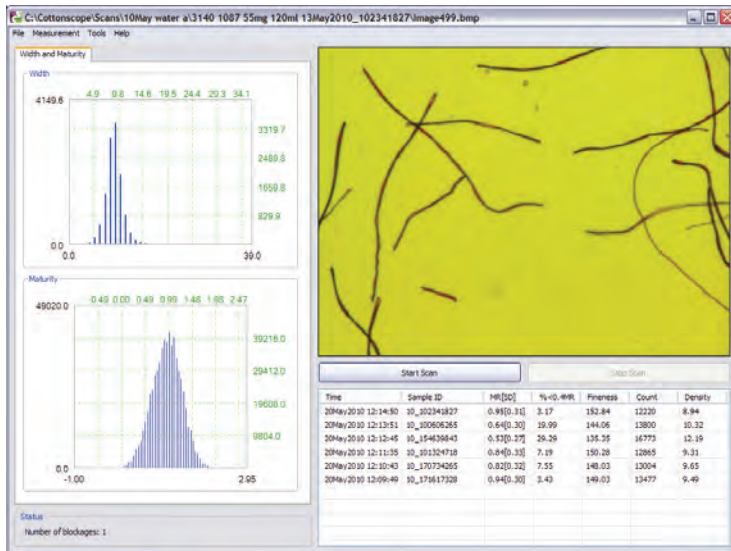 C:\Cottonscope\Scans\10May water a\3140 1087 55mg 120ml 13May2010_102341827\Image499.bmp
File Measurement Tools Help
Width and Maturity
Width
4.9 9.8 14.6 19.5 24.4 29.3 34.1
4149.6
3319.7
2489.8
1659.8
829.9
0.0
0.0 39.0
Maturity
0.49 0.00 0.49 0.99 1.48 1.98 2.47
49020.0
39216.0
29412.0
19608.0
9804.0
0.0
-1.00 2.95
Status
Number of blockages: 1
Start Scan Stop Scan
Time Sample ID MR[SD] %<0.4MR Fineness Count Density
20May2010 12:14:50 10_102341827 0.95[0.31] 3.17 152.84 12220 8.94
20May2010 12:13:51 10_100606265 0.64[0.30] 19.99 144.06 13800 10.32
20May2010 12:12:45 10_154639843 0.53[0.27] 29.29 135.35 16773 12.19
20May2010 12:11:35 10_101324718 0.84[0.33] 7.19 150.28 12865 9.31
20May2010 12:10:43 10_170734265 0.82[0.32] 7.55 148.03 13004 9.65
20May2010 12:09:49 10_171617328 0.94[0.30] 3.43 149.03 13477 9.49